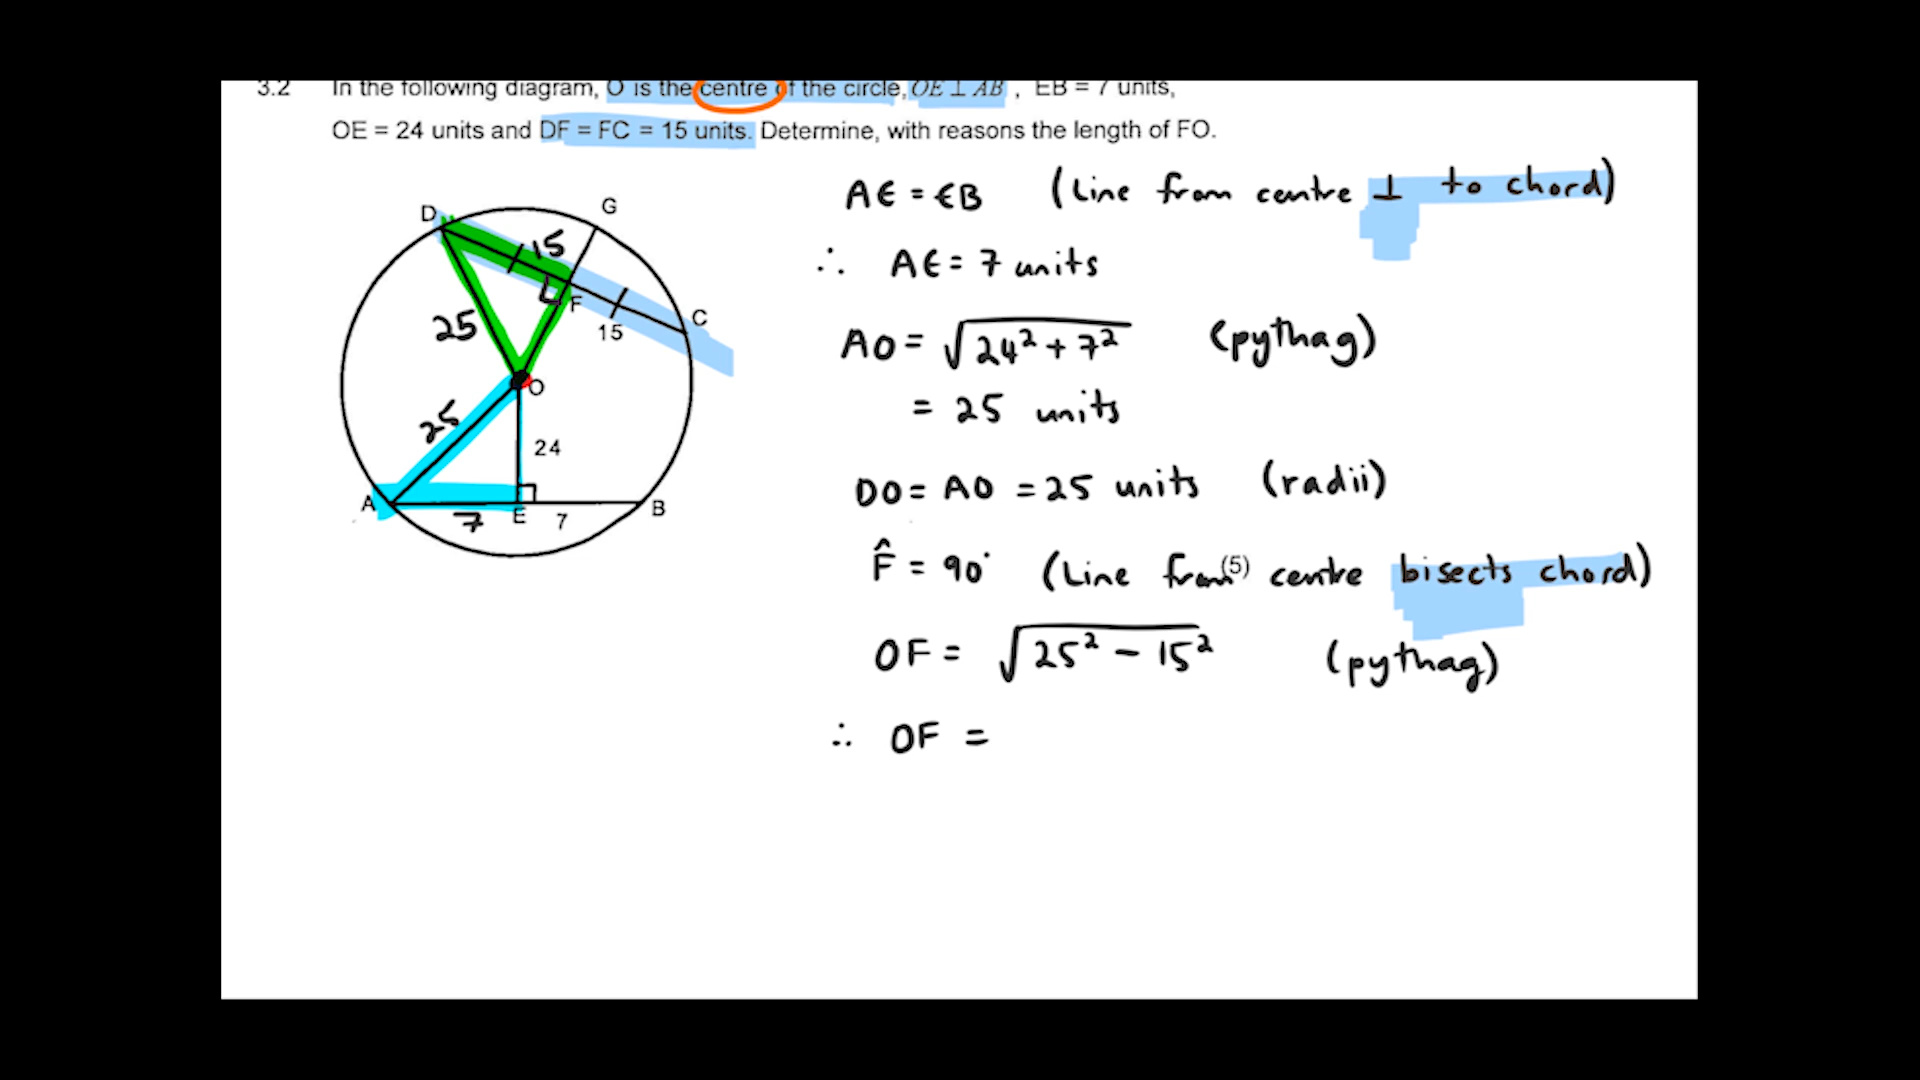 3.2 In the following diagram, O is the centre of the circle, OE ⊥ AB , EB = 7 units,
OE = 24 units and DF = FC = 15 units. Determine, with reasons the length of FO.
AE = EB (Line from centre ⊥ to chord)
∴ AE = 7 units
AO = √24² + 7² (pythag)
= 25 units
DO = AO = 25 units (radii)
F̂ = 90° (Line from centre bisects chord)
(5)
OF = √25² − 15² (pythag)
∴ OF =
D
G
15
F
C
15
25
O
25
24
A
E
B
7
7